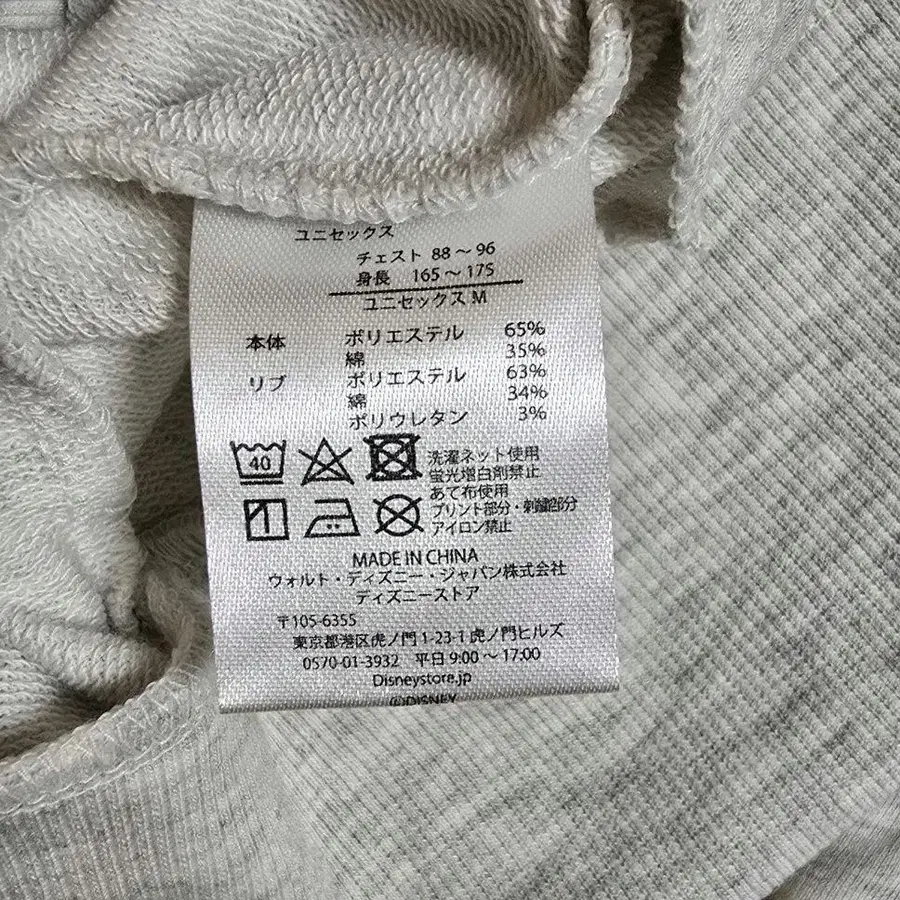 ユニセックス
チェスト 88～96
身長 165～175
ユニセックス M
本体 ポリエステル 65%
綿 35%
リブ ポリエステル 63%
綿 34%
ポリウレタン 3%
40
洗濯ネット使用
蛍光増白剤禁止
あて布使用
プリント部分・刺繍部分
アイロン禁止
MADE IN CHINA
ウォルト・ディズニー・ジャパン株式会社
ディズニーストア
〒105-6355
東京都港区虎ノ門 1-23-1 虎ノ門ヒルズ
0570-01-3932 平日 9:00～17:00
Disneystore.jp
©DISNEY